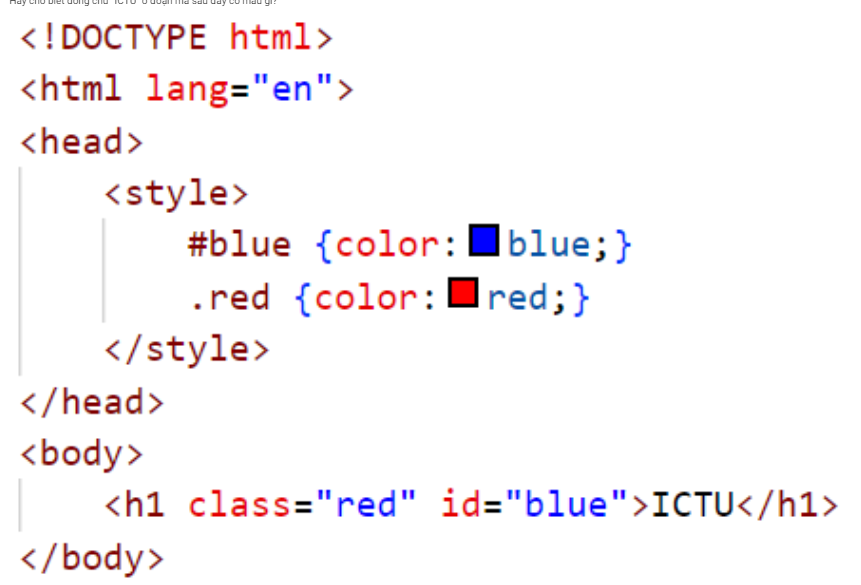 Hãy cho biết dòng chữ "ICTU" ở đoạn mã sau đây có màu gì?
<!DOCTYPE html>
<html lang="en">
<head>
<style>
#blue {color: blue;}
.red {color: red;}
</style>
</head>
<body>
<h1 class="red" id="blue">ICTU</h1>
</body>